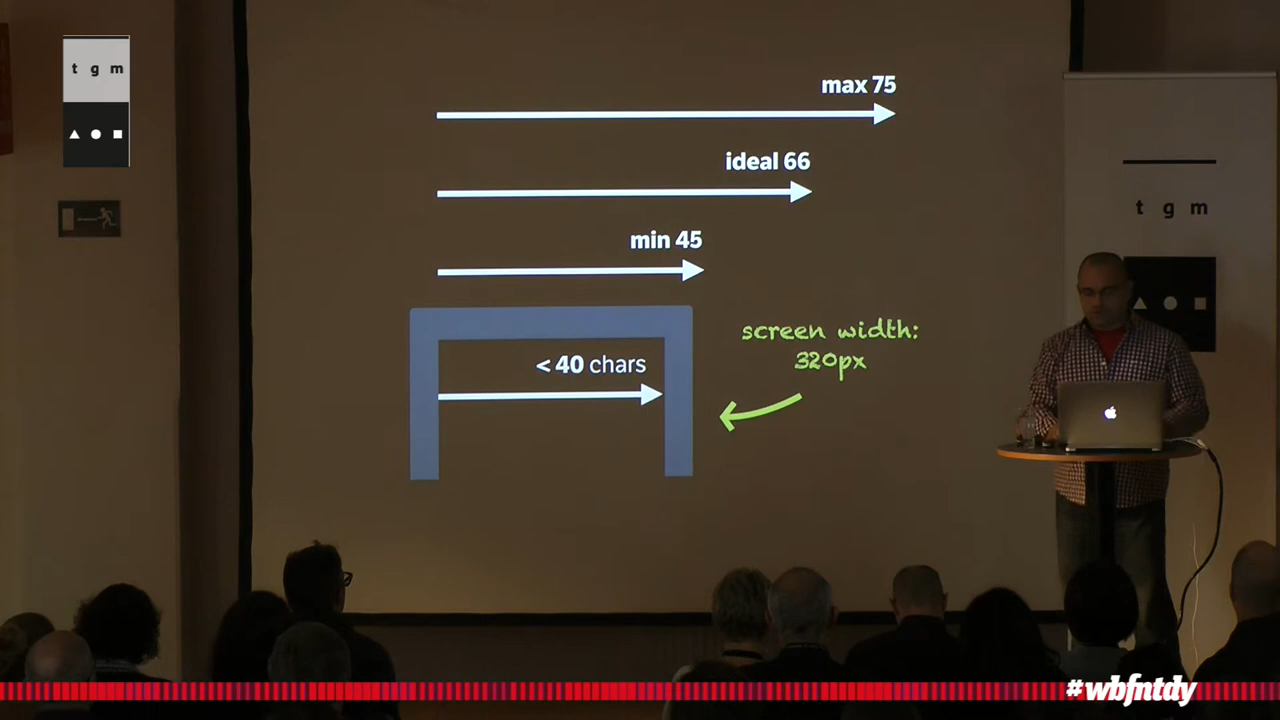 t g m
max 75
ideal 66
min 45
< 40 chars
screen width:
320px
t g m
#wbfntdy